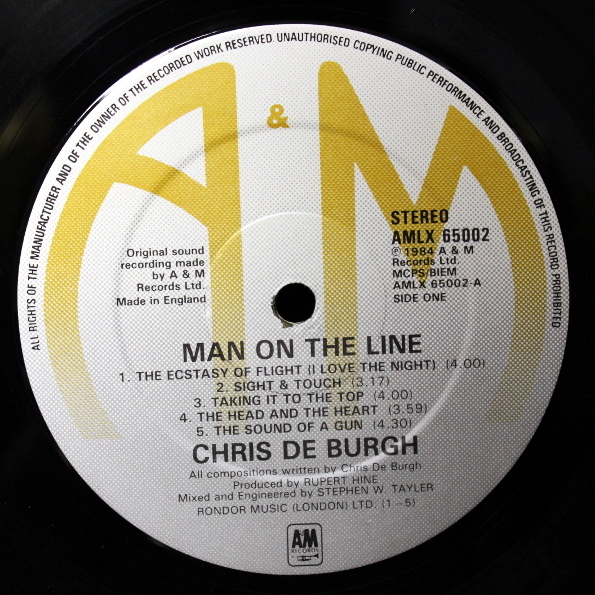 ALL RIGHTS OF THE MANUFACTURER AND OF THE OWNER OF THE RECORDED WORK RESERVED. UNAUTHORISED COPYING PUBLIC PERFORMANCE AND BROADCASTING OF THIS RECORD PROHIBITED
A & M
Original sound
recording made
by A & M
Records Ltd.
Made in England
STEREO
AMLX 65002
℗ 1984 A & M
Records Ltd.
MCPS/BIEM
AMLX 65002-A
SIDE ONE
MAN ON THE LINE
1. THE ECSTASY OF FLIGHT (I LOVE THE NIGHT) (4.00)
2. SIGHT & TOUCH (3.17)
3. TAKING IT TO THE TOP (4.00)
4. THE HEAD AND THE HEART (3.59)
5. THE SOUND OF A GUN (4.30)
CHRIS DE BURGH
All compositions written by Chris De Burgh
Produced by RUPERT HINE
Mixed and Engineered by STEPHEN W. TAYLER
RONDOR MUSIC (LONDON) LTD. (1–5)
A&M
RECORDS